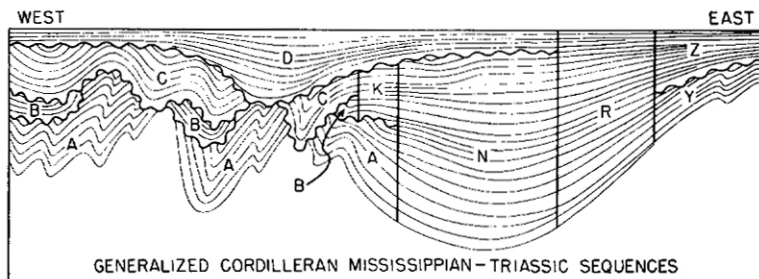 WEST EAST
D Z
C
K Y
C
B R
B
A A A N
B
GENERALIZED CORDILLERAN MISSISSIPPIAN-TRIASSIC SEQUENCES